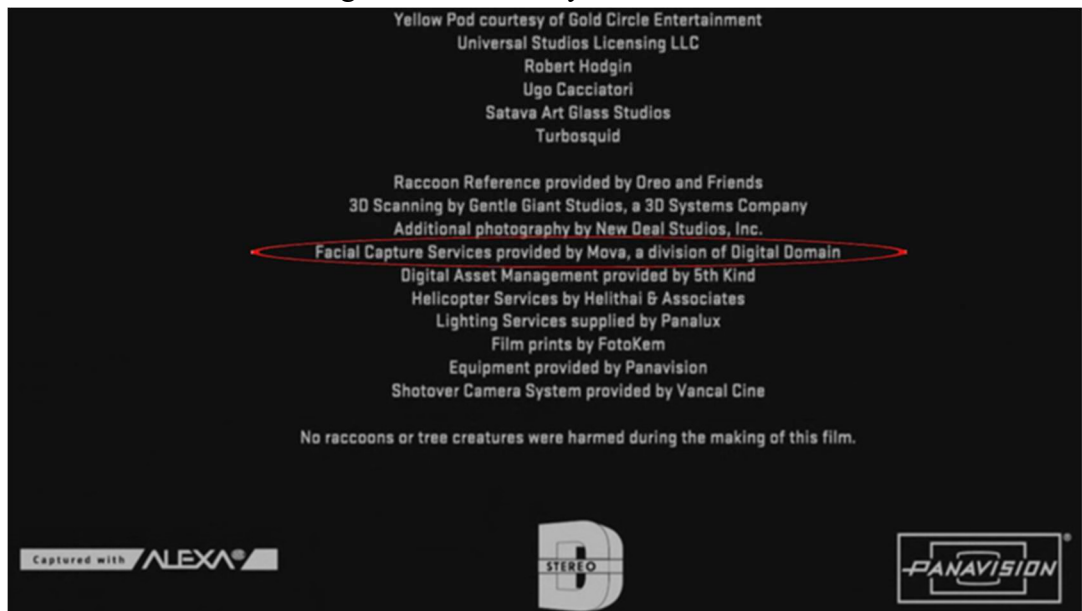 Yellow Pod courtesy of Gold Circle Entertainment
Universal Studios Licensing LLC
Robert Hodgin
Ugo Cacciatori
Satava Art Glass Studios
Turbosquid
Raccoon Reference provided by Oreo and Friends
3D Scanning by Gentle Giant Studios, a 3D Systems Company
Additional photography by New Deal Studios, Inc.
Facial Capture Services provided by Mova, a division of Digital Domain
Digital Asset Management provided by 5th Kind
Helicopter Services by Helithai & Associates
Lighting Services supplied by Panalux
Film prints by FotoKem
Equipment provided by Panavision
Shotover Camera System provided by Vancal Cine
No raccoons or tree creatures were harmed during the making of this film.
Captured with ALEXA®
D STEREO
PANAVISION®